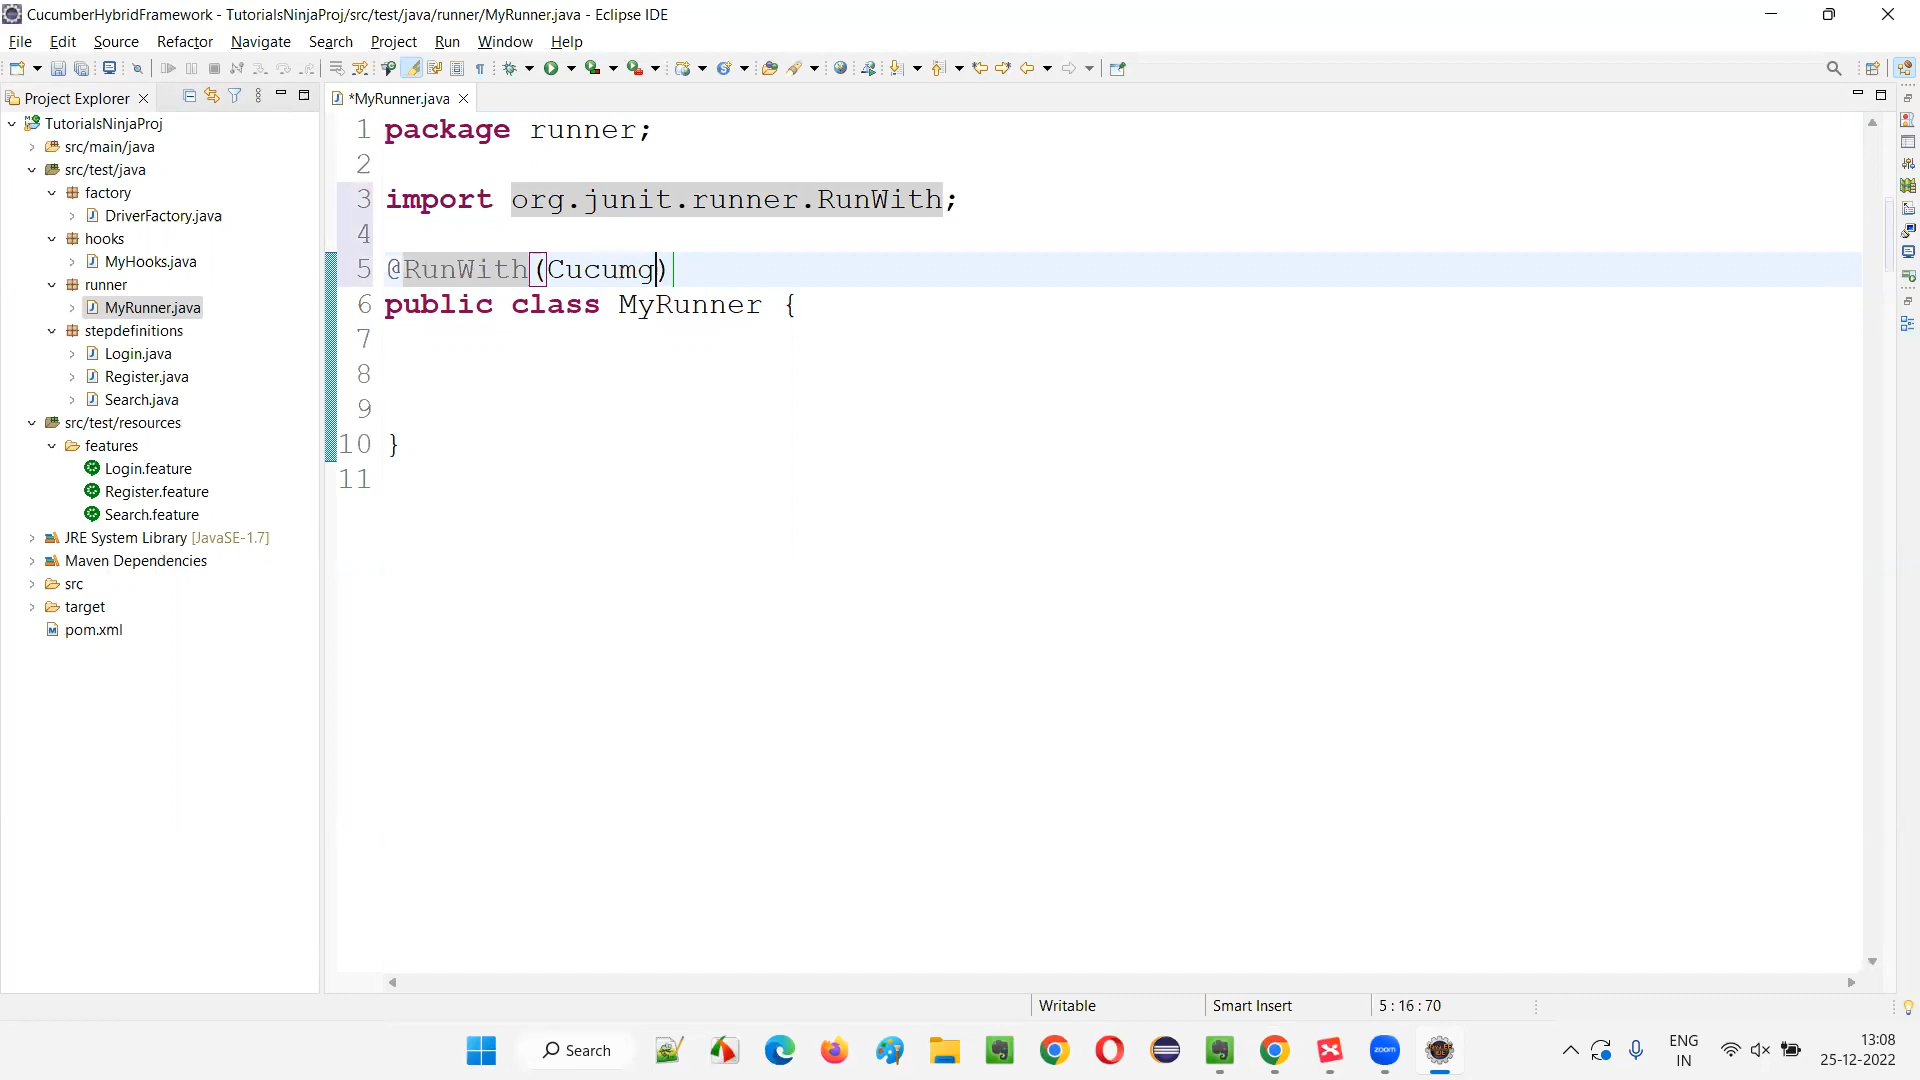 CucumberHybridFramework - TutorialsNinjaProj/src/test/java/runner/MyRunner.java - Eclipse IDE
File Edit Source Refactor Navigate Search Project Run Window Help
Project Explorer
*MyRunner.java
TutorialsNinjaProj
src/main/java
src/test/java
factory
DriverFactory.java
hooks
MyHooks.java
runner
MyRunner.java
stepdefinitions
Login.java
Register.java
Search.java
src/test/resources
features
Login.feature
Register.feature
Search.feature
JRE System Library [JavaSE-1.7]
Maven Dependencies
src
target
pom.xml
1 package runner;
2
3 import org.junit.runner.RunWith;
4
5 @RunWith(Cucumg)
6 public class MyRunner {
7
8
9
10 }
11
Writable Smart Insert 5 : 16 : 70
Search
zoom
ENG
IN
13:08
25-12-2022